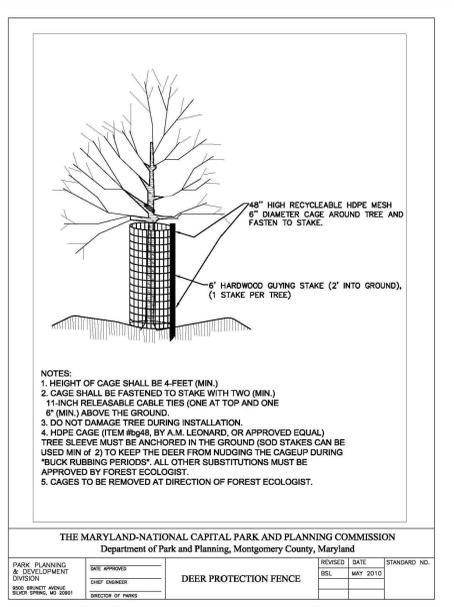 48" HIGH RECYCLEABLE HDPE MESH
6" DIAMETER CAGE AROUND TREE AND
FASTEN TO STAKE.
6' HARDWOOD GUYING STAKE (2' INTO GROUND),
(1 STAKE PER TREE)
NOTES:
1. HEIGHT OF CAGE SHALL BE 4-FEET (MIN.)
2. CAGE SHALL BE FASTENED TO STAKE WITH TWO (MIN.)
11-INCH RELEASABLE CABLE TIES (ONE AT TOP AND ONE
6" (MIN.) ABOVE THE GROUND.
3. DO NOT DAMAGE TREE DURING INSTALLATION.
4. HDPE CAGE (ITEM #bg48, BY A.M. LEONARD, OR APPROVED EQUAL)
TREE SLEEVE MUST BE ANCHORED IN THE GROUND (SOD STAKES CAN BE
USED MIN of 2) TO KEEP THE DEER FROM NUDGING THE CAGEUP DURING
"BUCK RUBBING PERIODS". ALL OTHER SUBSTITUTIONS MUST BE
APPROVED BY FOREST ECOLOGIST.
5. CAGES TO BE REMOVED AT DIRECTION OF FOREST ECOLOGIST.
THE MARYLAND-NATIONAL CAPITAL PARK AND PLANNING COMMISSION
Department of Park and Planning, Montgomery County, Maryland
PARK PLANNING
& DEVELOPMENT
DIVISION
9500 BRUNETT AVENUE
SILVER SPRING, MD 20901
DATE APPROVED
CHIEF ENGINEER
DIRECTOR OF PARKS
DEER PROTECTION FENCE
REVISED DATE
BSL MAY 2010
STANDARD NO.